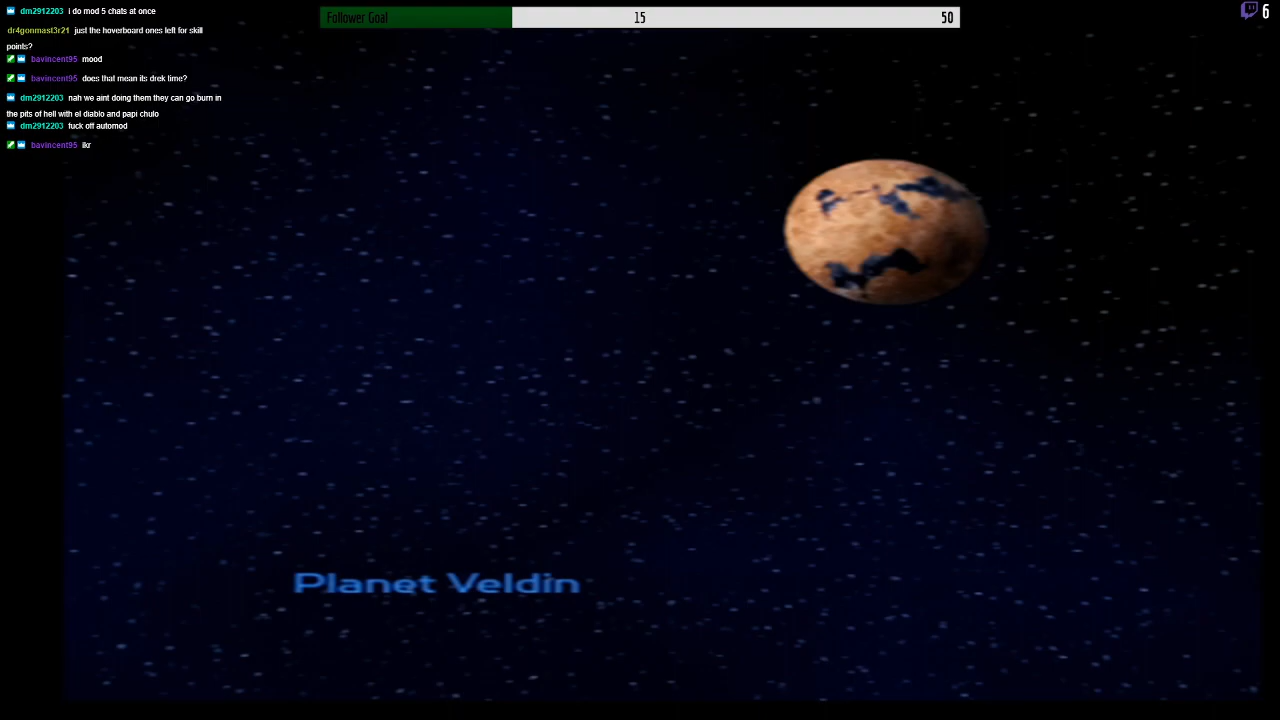 dm2912203 i do mod 5 chats at once
dr4gonmast3r21 just the hoverboard ones left for skill
points?
bavincent95 mood
bavincent95 does that mean its drek time?
dm2912203 nah we aint doing them they can go burn in
the pits of hell with el diablo and papi chulo
dm2912203 fuck off automod
bavincent95 ikr
Follower Goal 15 50
6
Planet Veldin